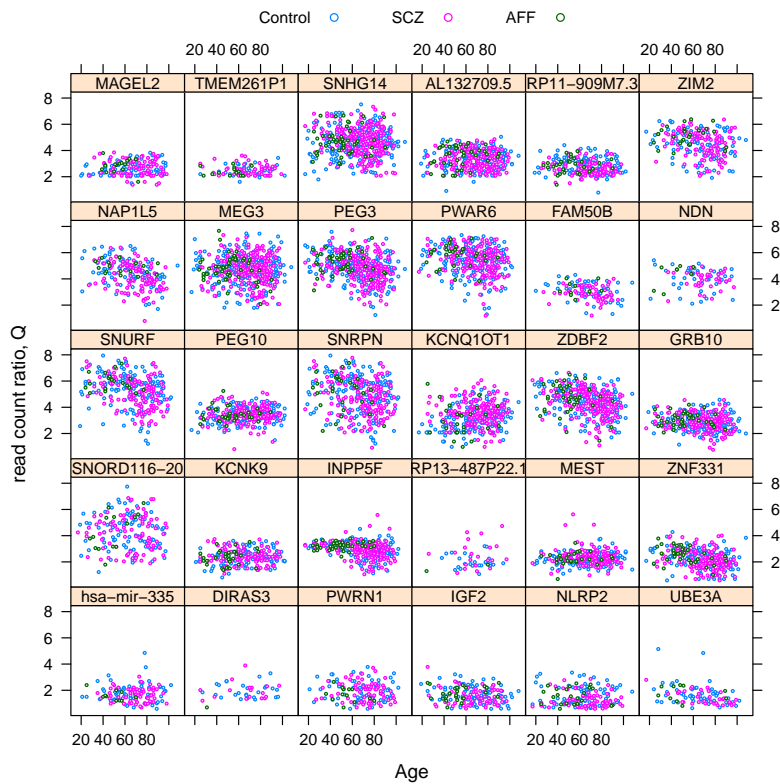 Control SCZ AFF
20 40 60 80 20 40 60 80 20 40 60 80
MAGEL2 TMEM261P1 SNHG14 AL132709.5 RP11−909M7.3 ZIM2
8
6
4
2
NAP1L5 MEG3 PEG3 PWAR6 FAM50B NDN
8
6
4
2
SNURF PEG10 SNRPN KCNQ1OT1 ZDBF2 GRB10
8
6
4
2
SNORD116−20 KCNK9 INPP5F RP13−487P22.1 MEST ZNF331
8
6
4
2
hsa−mir−335 DIRAS3 PWRN1 IGF2 NLRP2 UBE3A
8
6
4
2
20 40 60 80 20 40 60 80 20 40 60 80
Age
read count ratio, Q